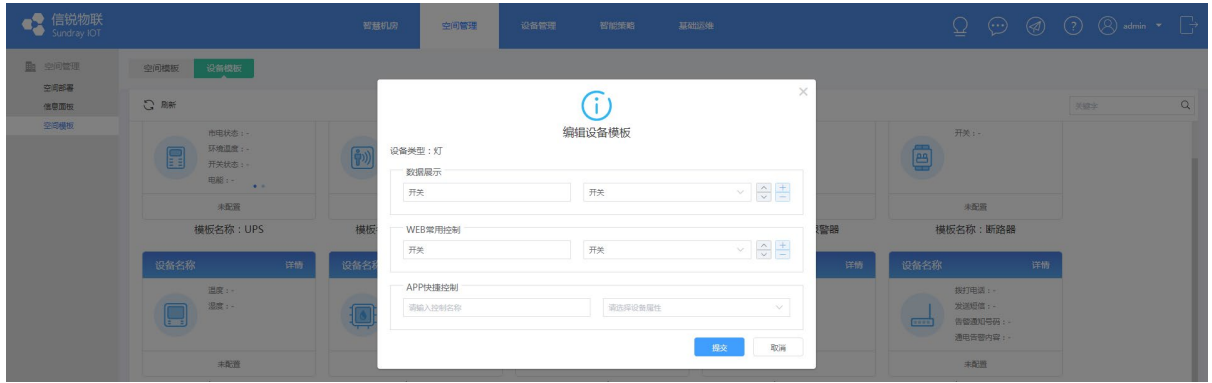 信锐物联
Sundray IOT
智慧机房
空间管理
设备管理
智能策略
基础运维
admin
空间管理
空间部署
信息面板
空间模板
空间模板
设备模板
刷新
关键字
市电状态：-
环境温度：-
开关状态：-
电能：-
未配置
模板名称：UPS
模板
开关：-
未配置
警器
模板名称：断路器
设备名称
详情
温度：-
湿度：-
未配置
设备名称
详情
设备名称
详情
拨打电话：-
发送短信：-
告警通知号码：-
通电告警内容：-
未配置
编辑设备模板
设备类型：灯
数据展示
开关
开关
WEB常用控制
开关
开关
APP快捷控制
请输入控制名称
请选择设备属性
提交
取消